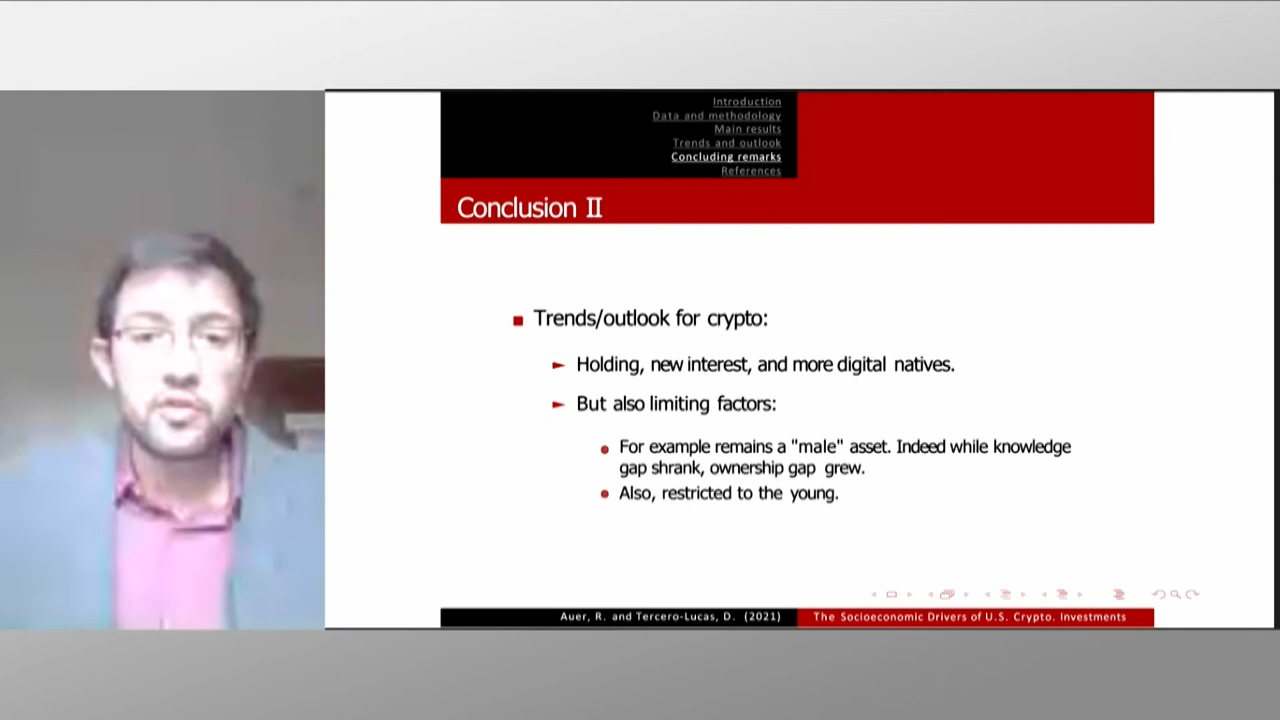 Introduction
Data and methodology
Main results
Trends and outlook
Concluding remarks
References
Conclusion II
Trends/outlook for crypto:
Holding, new interest, and more digital natives.
But also limiting factors:
For example remains a "male" asset. Indeed while knowledge
gap shrank, ownership gap grew.
Also, restricted to the young.
Auer, R. and Tercero-Lucas, D. (2021)
The Socioeconomic Drivers of U.S. Crypto. Investments